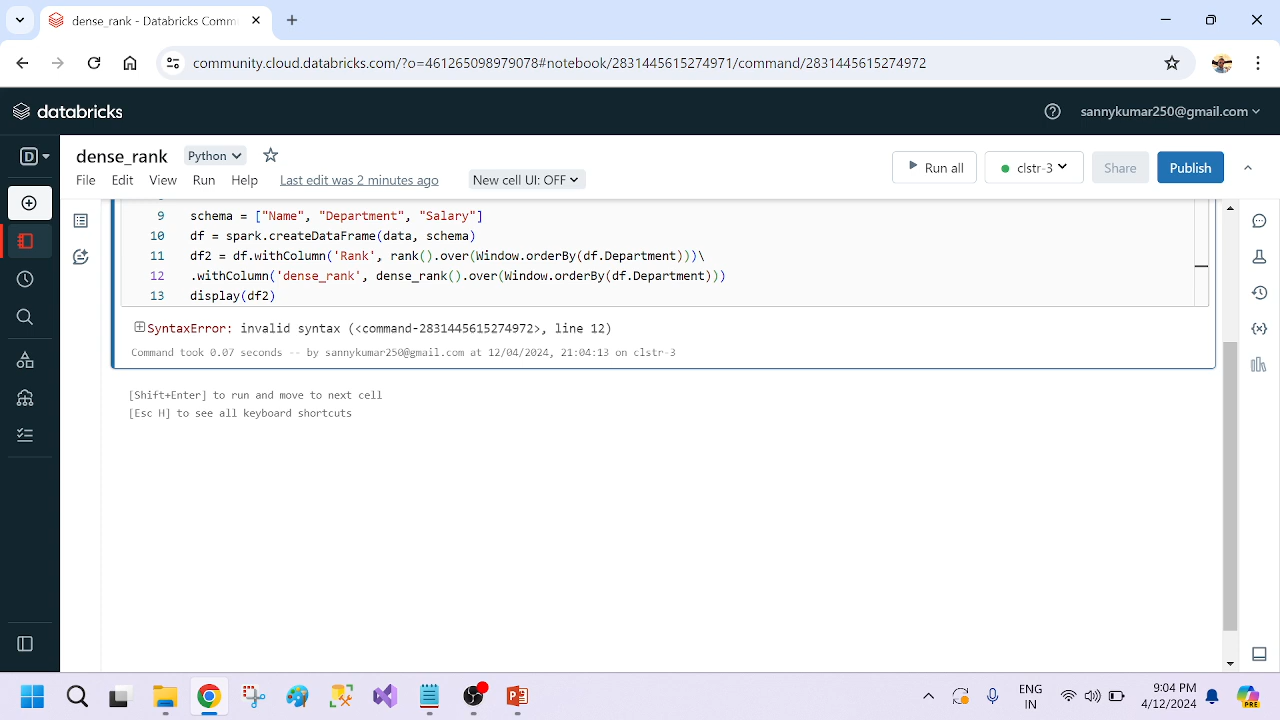 dense_rank - Databricks Comm
community.cloud.databricks.com/?o=461265098979078#notebook/2831445615274971/command/2831445615274972
databricks
sannykumar250@gmail.com
D
dense_rank
Python
Run all
clstr-3
Share
Publish
File Edit View Run Help Last edit was 2 minutes ago New cell UI: OFF
9 schema = ["Name", "Department", "Salary"]
10 df = spark.createDataFrame(data, schema)
11 df2 = df.withColumn('Rank', rank().over(Window.orderBy(df.Department)))\
12 .withColumn('dense_rank', dense_rank().over(Window.orderBy(df.Department)))
13 display(df2)
SyntaxError: invalid syntax (<command-2831445615274972>, line 12)
Command took 0.07 seconds -- by sannykumar250@gmail.com at 12/04/2024, 21:04:13 on clstr-3
[Shift+Enter] to run and move to next cell
[Esc H] to see all keyboard shortcuts
ENG
IN
9:04 PM
4/12/2024
PRE